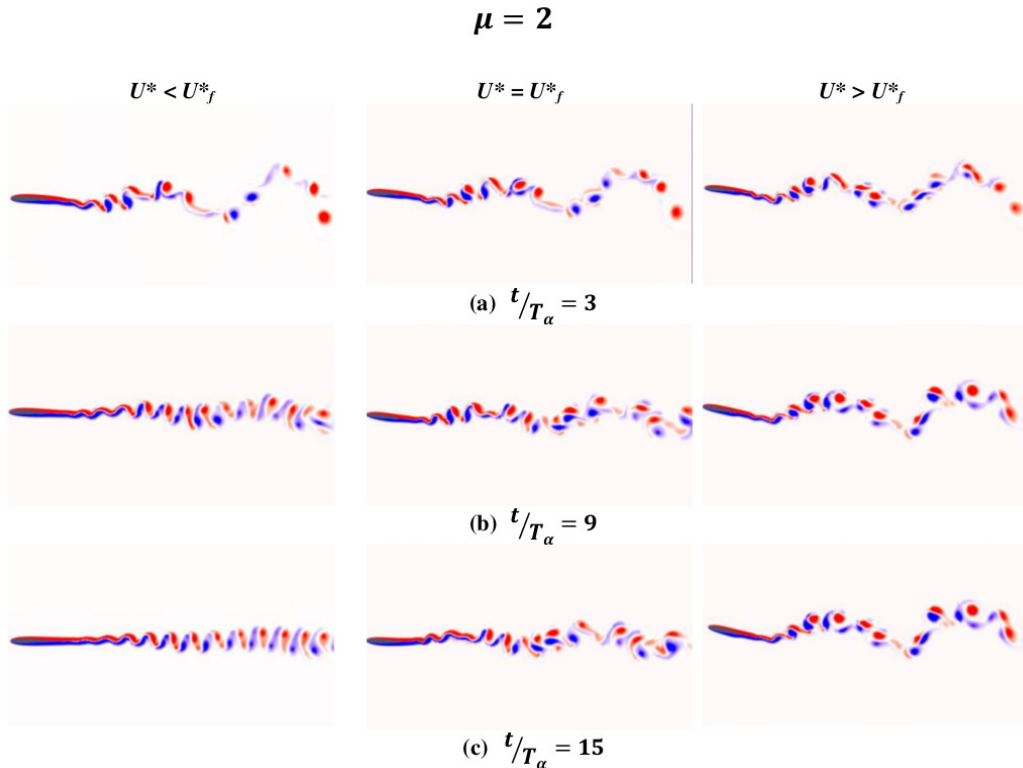 μ = 2
U* < U*f U* = U*f U* > U*f
(a) t/Tα = 3
(b) t/Tα = 9
(c) t/Tα = 15